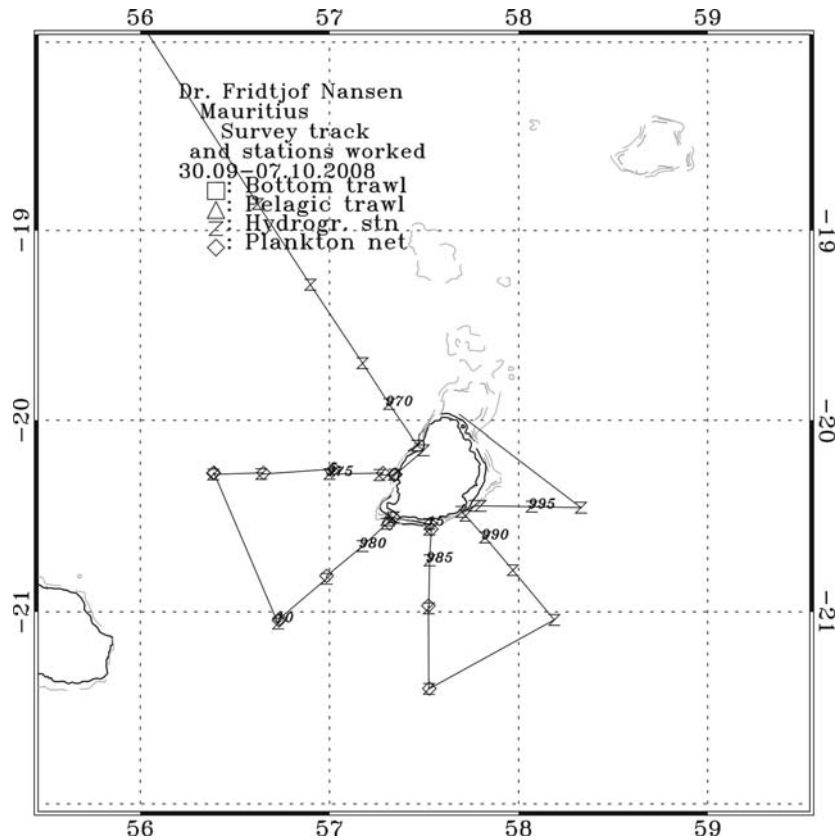 56 57 58 59
Dr. Fridtjof Nansen
Mauritius
Survey track
and stations worked
30.09-07.10.2008
: Bottom trawl
: Pelagic trawl
: Hydrogr. stn
: Plankton net
-19 -19
970
-20 -20
975
995
980
985
990
-21 -21
56 57 58 59